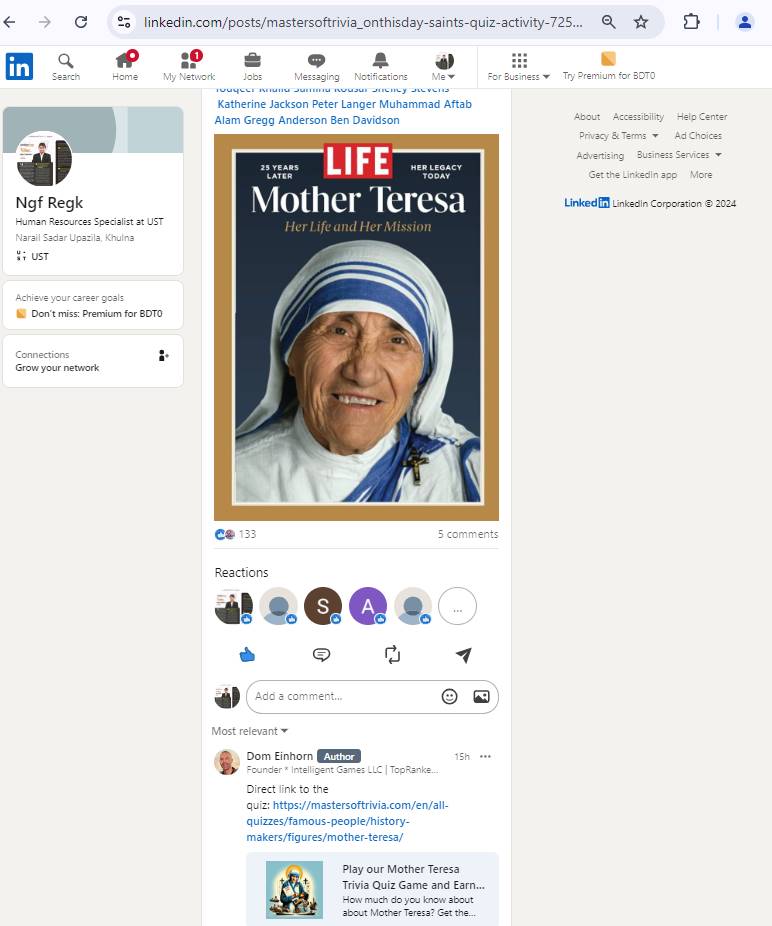 linkedin.com/posts/mastersoftrivia_onthisday-saints-quiz-activity-725...
in
1
Search
Home
My Network
Jobs
Messaging
Notifications
Me
For Business
Try Premium for BDT0
Ngf Regk
Human Resources Specialist at UST
Narail Sadar Upazila, Khulna
UST
Achieve your career goals
Don't miss: Premium for BDT0
Connections
Grow your network
Touqeer Khalid Samina Kousar Shelley Stevens
Katherine Jackson Peter Langer Muhammad Aftab
Alam Gregg Anderson Ben Davidson
25 YEARS
LATER
LIFE
HER LEGACY
TODAY
Mother Teresa
Her Life and Her Mission
133
5 comments
Reactions
S
A
...
Add a comment...
Most relevant
Dom Einhorn Author
15h
Founder * Intelligent Games LLC | TopRanke...
Direct link to the
quiz: https://mastersoftrivia.com/en/all-
quizzes/famous-people/history-
makers/figures/mother-teresa/
Play our Mother Teresa
Trivia Quiz Game and Earn...
How much do you know about
about Mother Teresa? Get the...
About Accessibility Help Center
Privacy & Terms Ad Choices
Advertising Business Services
Get the LinkedIn app More
LinkedIn LinkedIn Corporation © 2024